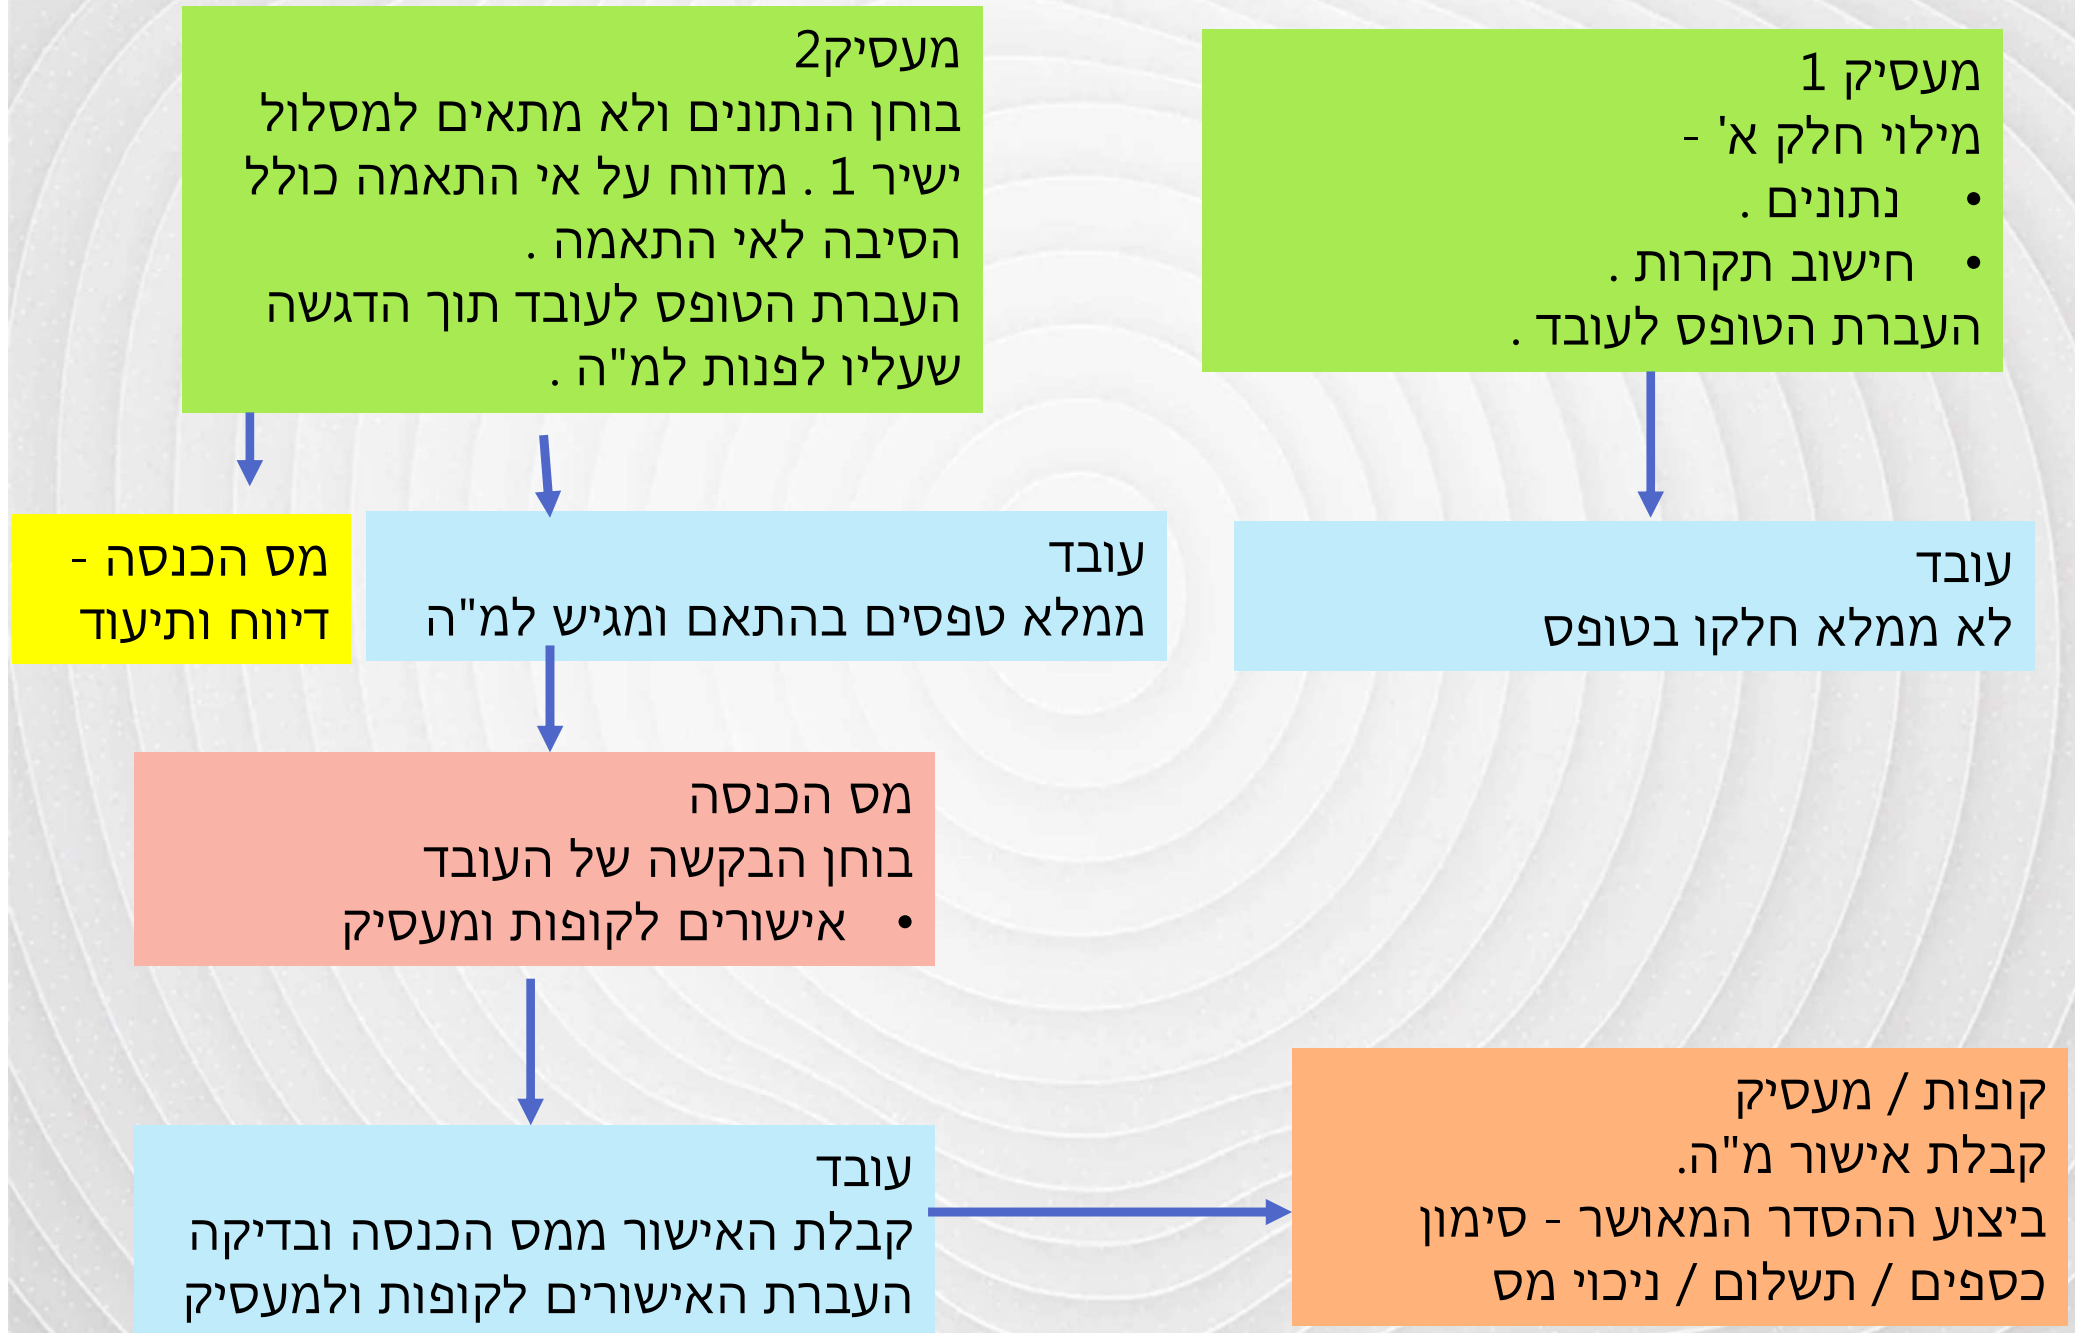 מעסיק 1
מילוי חלק א' -
• נתונים .
• חישוב תקרות .
העברת הטופס לעובד .
עובד
לא ממלא חלקו בטופס
מעסיק2
בוחן הנתונים ולא מתאים למסלול
ישיר 1 . מדווח על אי התאמה כולל
הסיבה לאי התאמה .
העברת הטופס לעובד תוך הדגשה
שעליו לפנות למ"ה .
עובד
ממלא טפסים בהתאם ומגיש למ"ה
מס הכנסה -
דיווח ותיעוד
מס הכנסה
בוחן הבקשה של העובד
• אישורים לקופות ומעסיק
עובד
קבלת האישור ממס הכנסה ובדיקה
העברת האישורים לקופות ולמעסיק
קופות / מעסיק
קבלת אישור מ"ה.
ביצוע ההסדר המאושר - סימון
כספים / תשלום / ניכוי מס